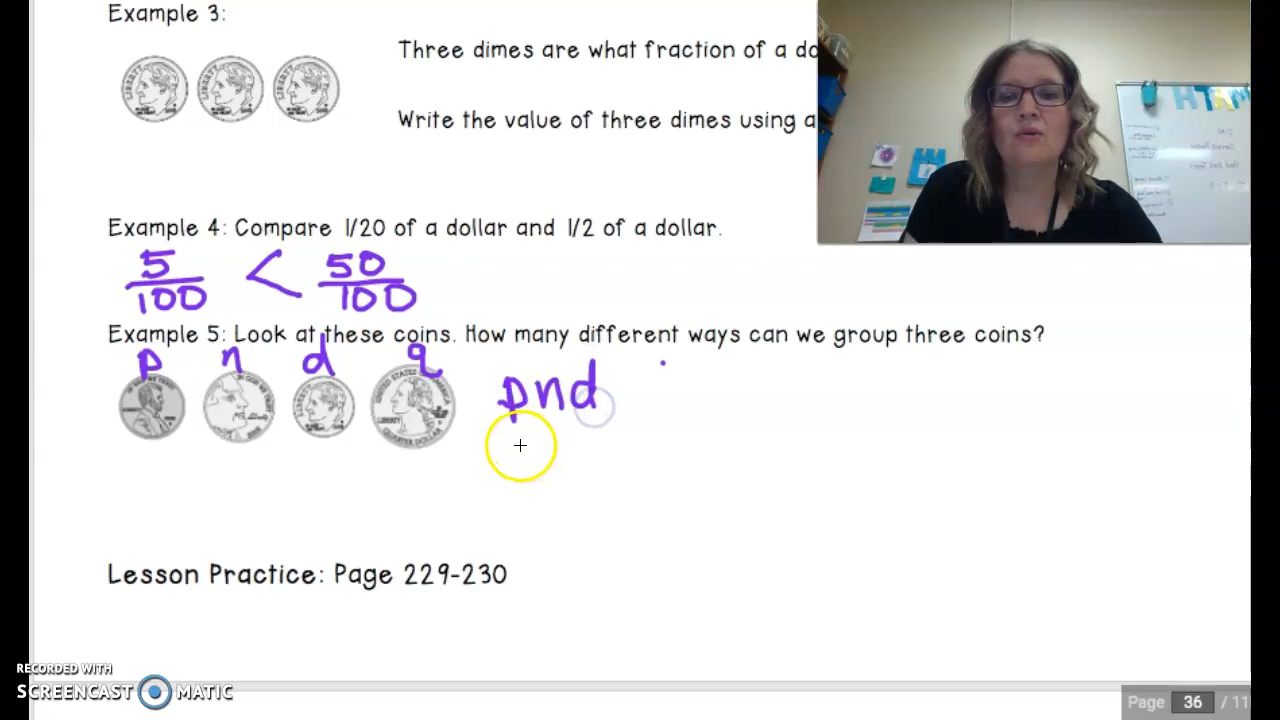 Example 3:
Three dimes are what fraction of a do
Write the value of three dimes using a
Example 4: Compare 1/20 of a dollar and 1/2 of a dollar.
5/100 < 50/100
Example 5: Look at these coins. How many different ways can we group three coins?
p n d q
pnd
Lesson Practice: Page 229-230
RECORDED WITH
SCREENCAST MATIC
Page 36 / 11